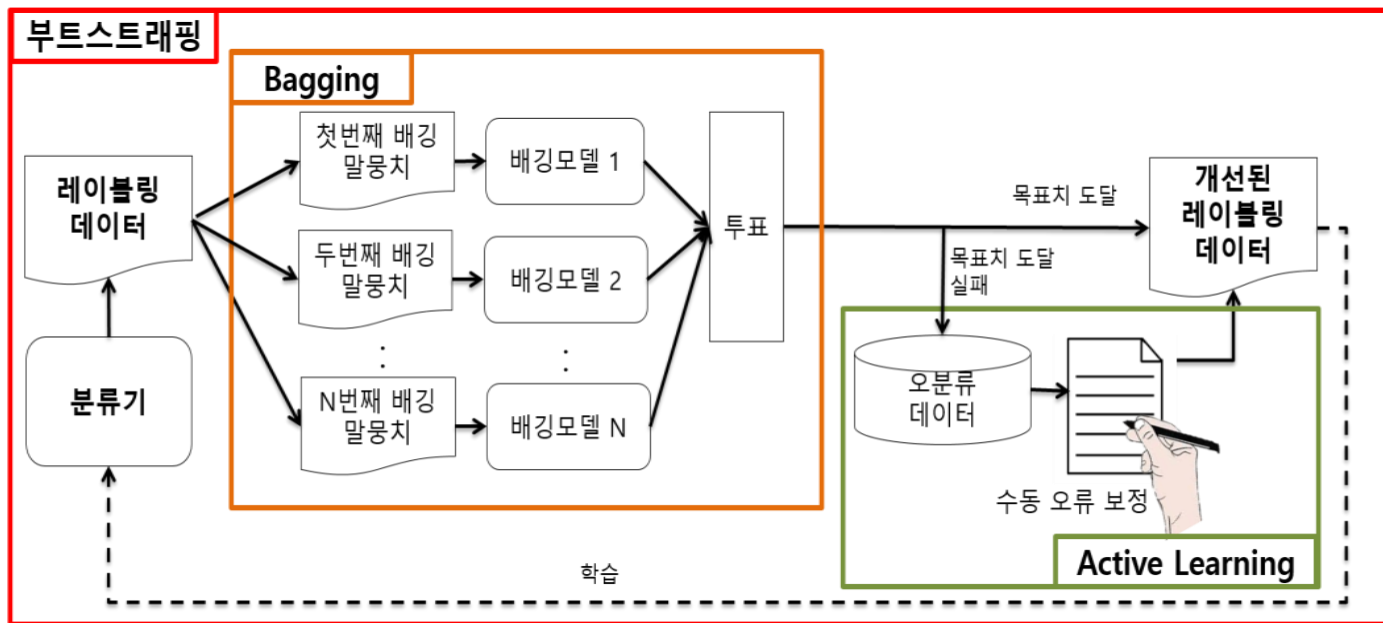 부트스트래핑
Bagging
레이블링
데이터
분류기
첫번째 배깅
말뭉치
배깅모델 1
두번째 배깅
말뭉치
배깅모델 2
:
:
N번째 배깅
말뭉치
배깅모델 N
투표
목표치 도달
목표치 도달
실패
개선된
레이블링
데이터
오분류
데이터
수동 오류 보정
Active Learning
학습